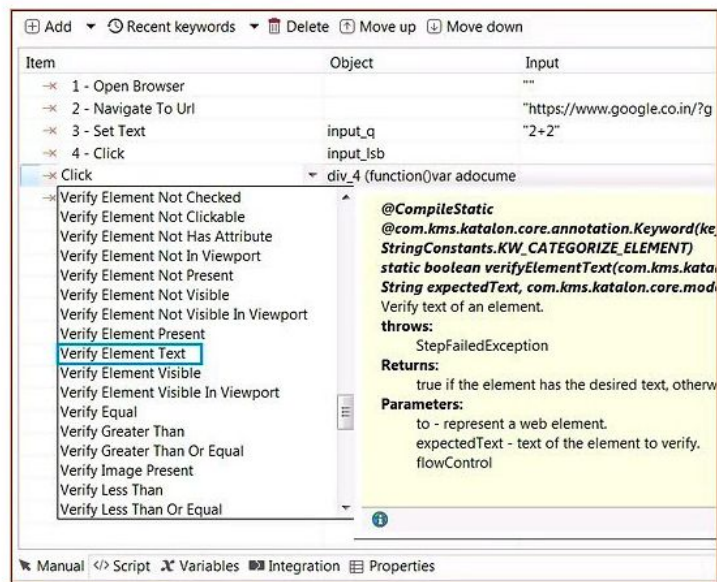 Add Recent keywords Delete Move up Move down
Item Object Input
1 - Open Browser ""
2 - Navigate To Url "https://www.google.co.in/?g
3 - Set Text input_q "2+2"
4 - Click input_lsb
Click div_4 (function()var adocume
Verify Element Not Checked
Verify Element Not Clickable
Verify Element Not Has Attribute
Verify Element Not In Viewport
Verify Element Not Present
Verify Element Not Visible
Verify Element Not Visible In Viewport
Verify Element Present
Verify Element Text
Verify Element Visible
Verify Element Visible In Viewport
Verify Equal
Verify Greater Than
Verify Greater Than Or Equal
Verify Image Present
Verify Less Than
Verify Less Than Or Equal
@CompileStatic
@com.kms.katalon.core.annotation.Keyword(ke
StringConstants.KW_CATEGORIZE_ELEMENT)
static boolean verifyElementText(com.kms.kata
String expectedText, com.kms.katalon.core.mod
Verify text of an element.
throws:
StepFailedException
Returns:
true if the element has the desired text, otherw
Parameters:
to - represent a web element.
expectedText - text of the element to verify.
flowControl
Manual </> Script Variables Integration Properties